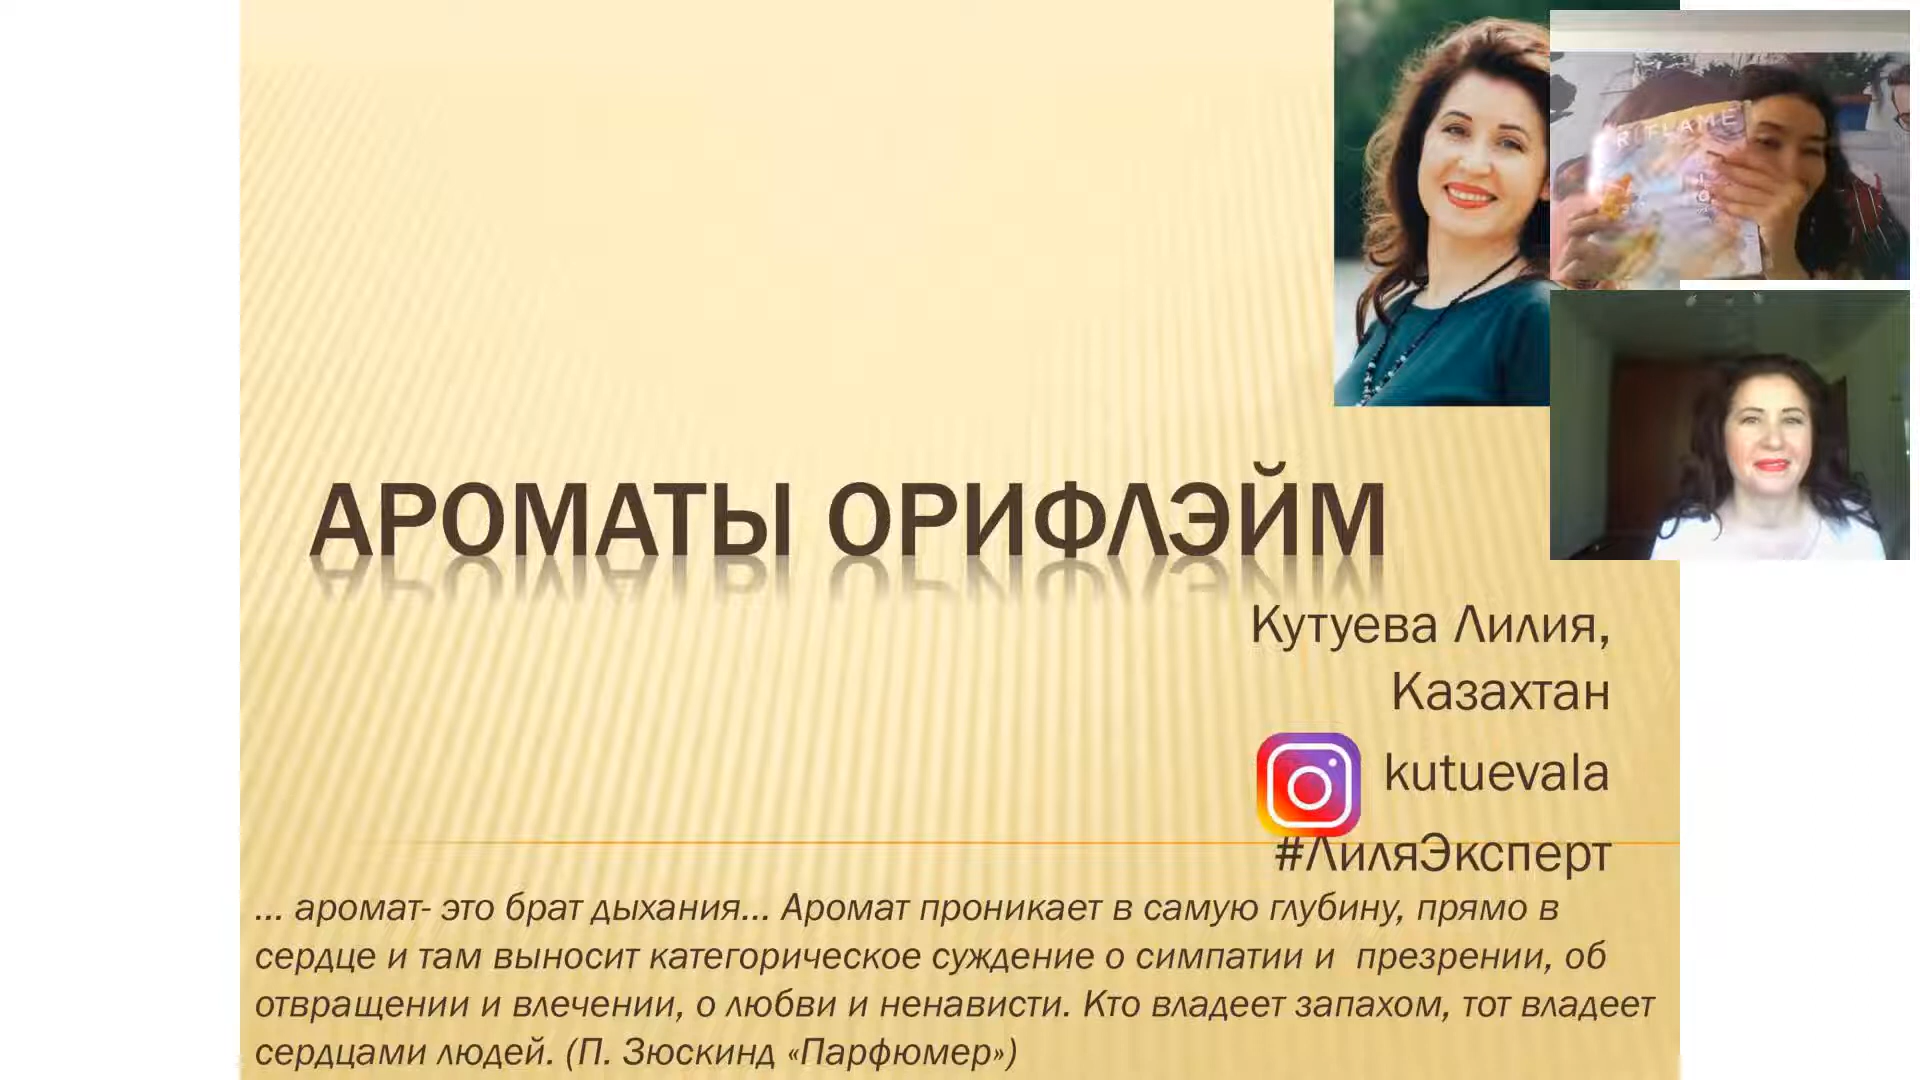 RIFLAME
АРОМАТЫ ОРИФЛЭЙМ
Кутуева Лилия,
Казахтан
kutuevala
#ЛиляЭксперт
... аромат- это брат дыхания... Аромат проникает в самую глубину, прямо в
сердце и там выносит категорическое суждение о симпатии и презрении, об
отвращении и влечении, о любви и ненависти. Кто владеет запахом, тот владеет
сердцами людей. (П. Зюскинд «Парфюмер»)